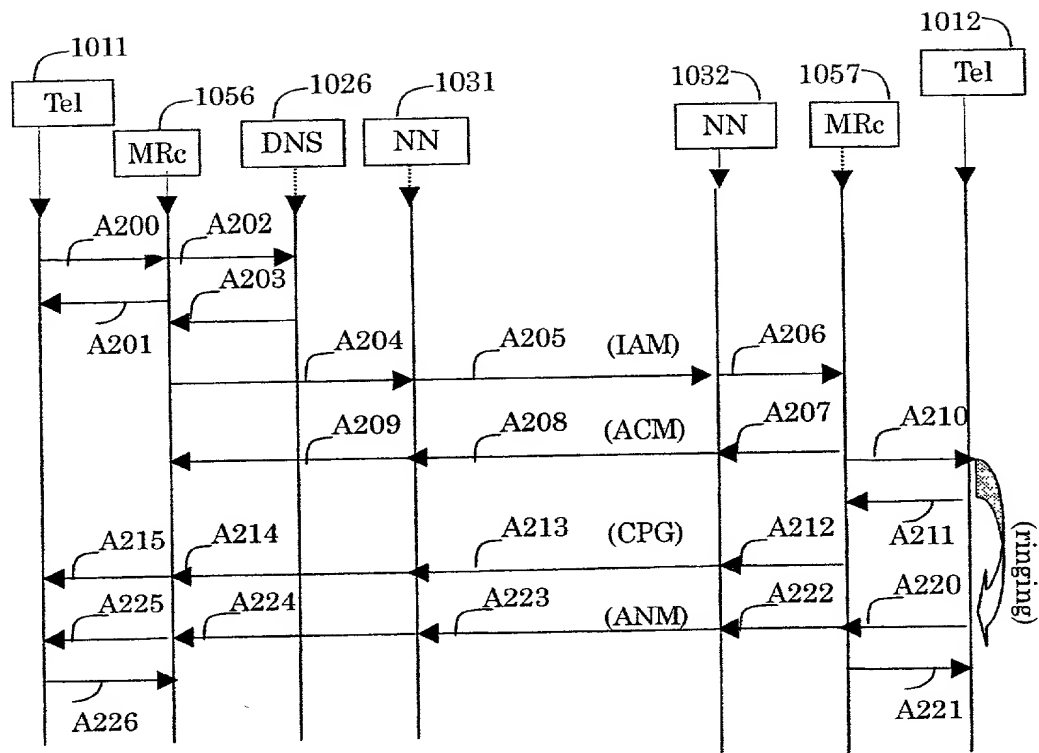 1011
1012
1056
1026
1031
1032
1057
Tel
Tel
MRc
DNS
NN
NN
MRc
A200
A202
A203
A201
A204
A205
(IAM)
A206
A209
A208
(ACM)
A207
A210
A211
A215
A214
A213
(CPG)
A212
(ringing)
A225
A224
A223
(ANM)
A222
A220
A226
A221